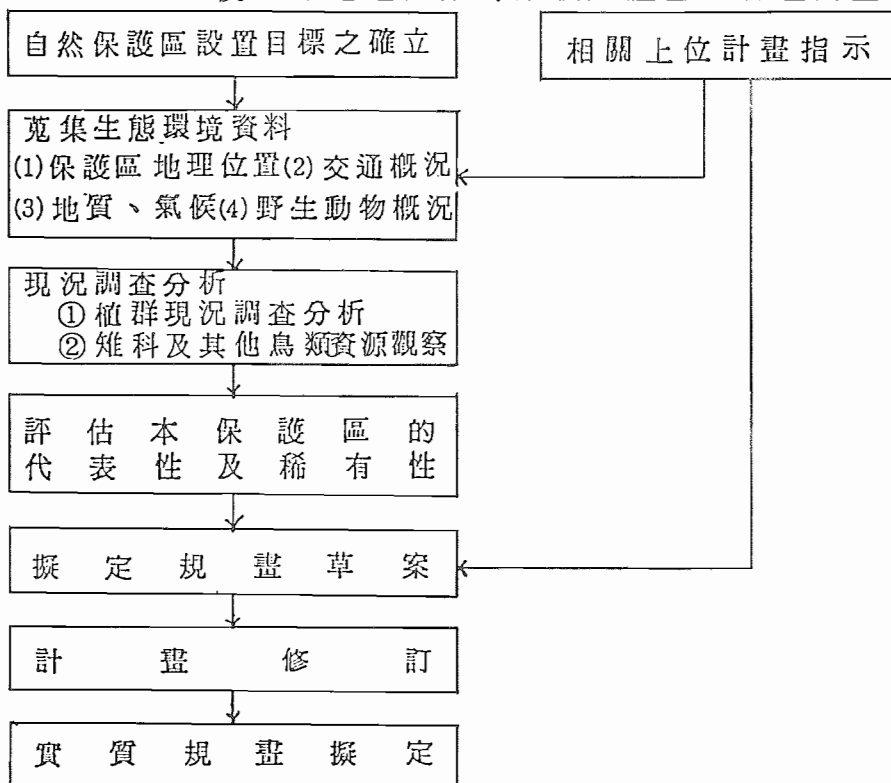 自然保護區設置目標之確立
相關上位計畫指示
蒐集生態環境資料
(1)保護區地理位置(2)交通概況
(3)地質、氣候(4)野生動物概況
現況調查分析
①植群現況調查分析
②雉科及其他鳥類資源觀察
評估本保護區的
代表性及稀有性
擬定規畫草案
計畫修訂
實質規畫擬定